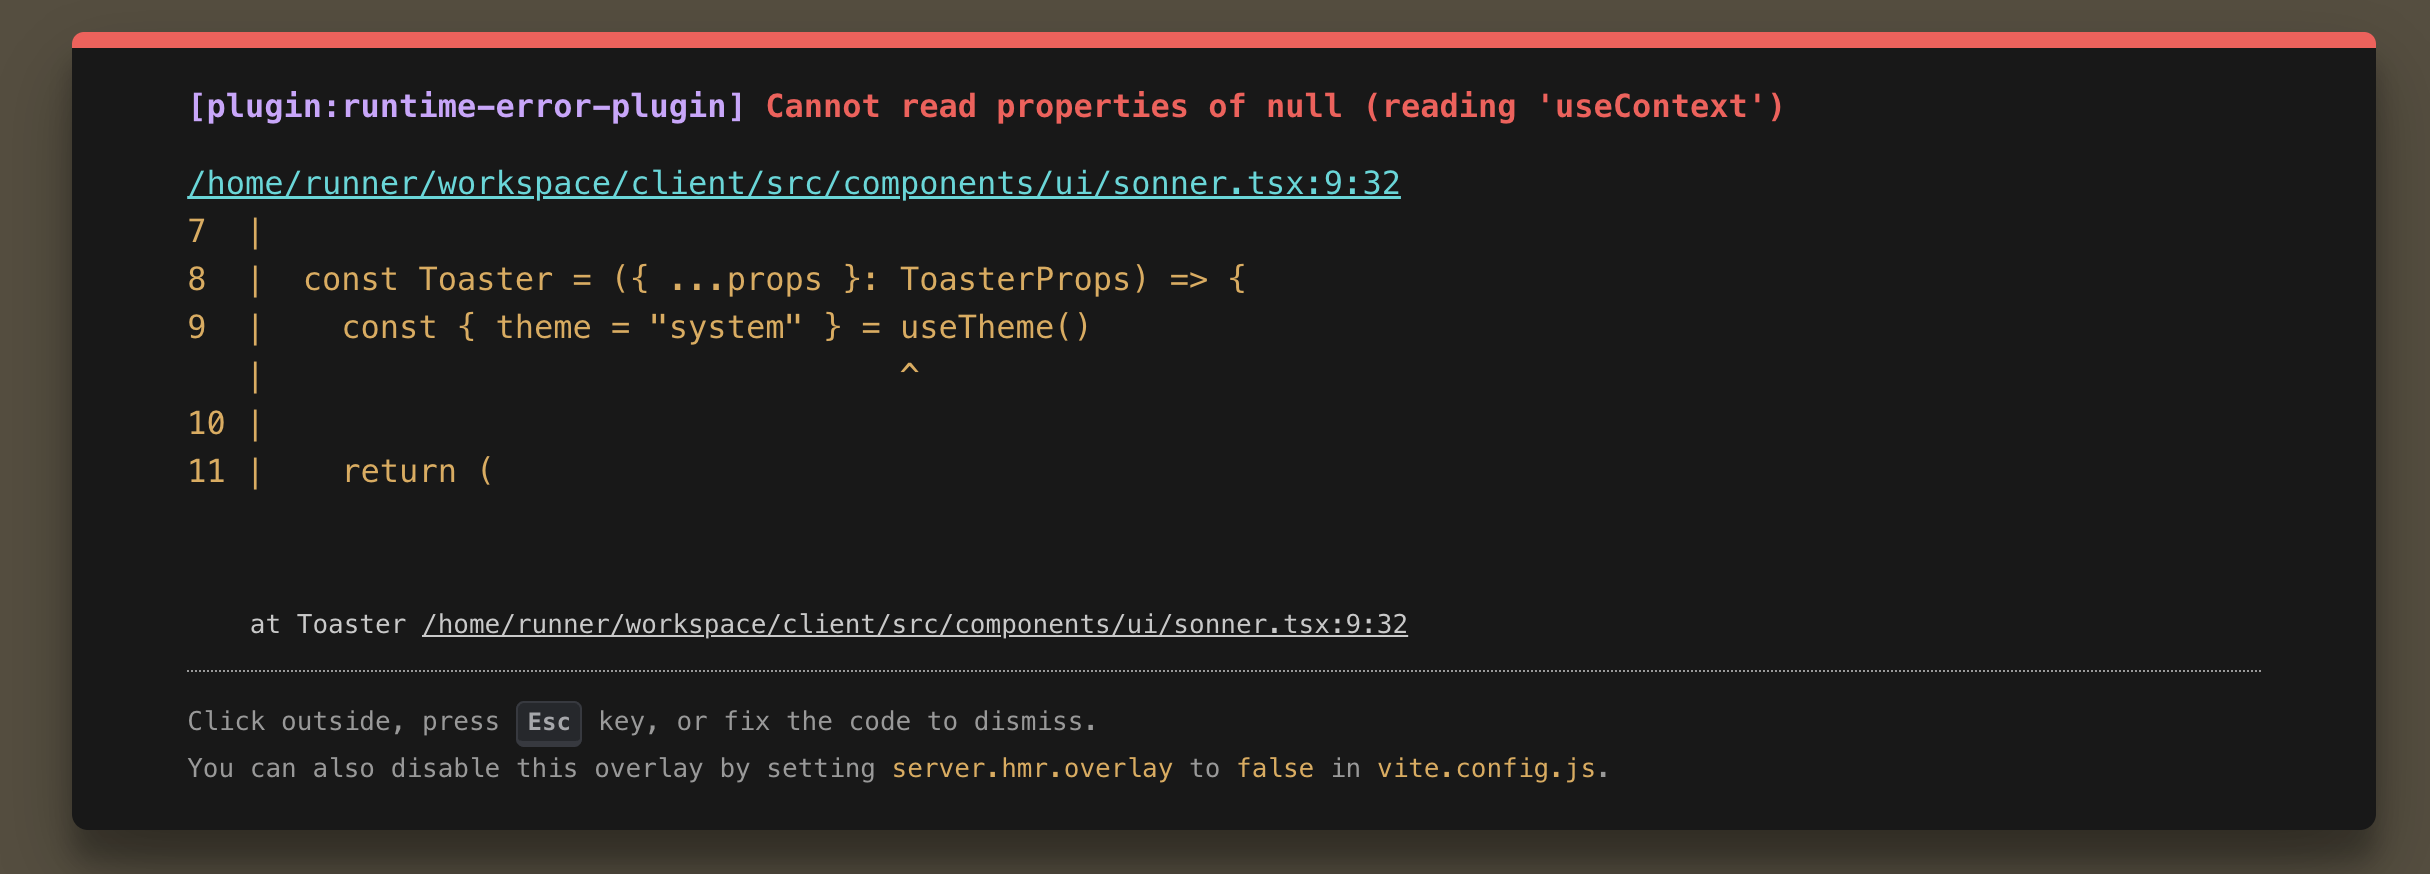 [plugin:runtime-error-plugin] Cannot read properties of null (reading 'useContext')
/home/runner/workspace/client/src/components/ui/sonner.tsx:9:32
7  |
8  |  const Toaster = ({ ...props }: ToasterProps) => {
9  |    const { theme = "system" } = useTheme()
   |                                 ^
10 |
11 |    return (
    at Toaster /home/runner/workspace/client/src/components/ui/sonner.tsx:9:32
Click outside, press Esc key, or fix the code to dismiss.
You can also disable this overlay by setting server.hmr.overlay to false in vite.config.js.